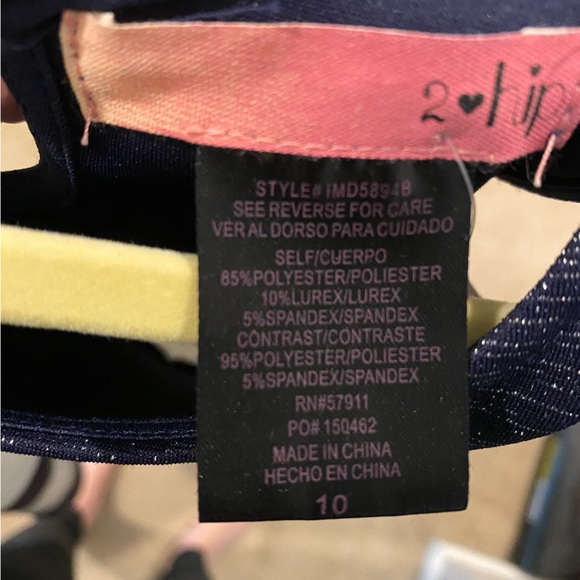 2♥hip
STYLE# IMD58948
SEE REVERSE FOR CARE
VER AL DORSO PARA CUIDADO
SELF/CUERPO
85%POLYESTER/POLIESTER
10%LUREX/LUREX
5%SPANDEX/SPANDEX
CONTRAST/CONTRASTE
95%POLYESTER/POLIESTER
5%SPANDEX/SPANDEX
RN#57911
PO# 150462
MADE IN CHINA
HECHO EN CHINA
10